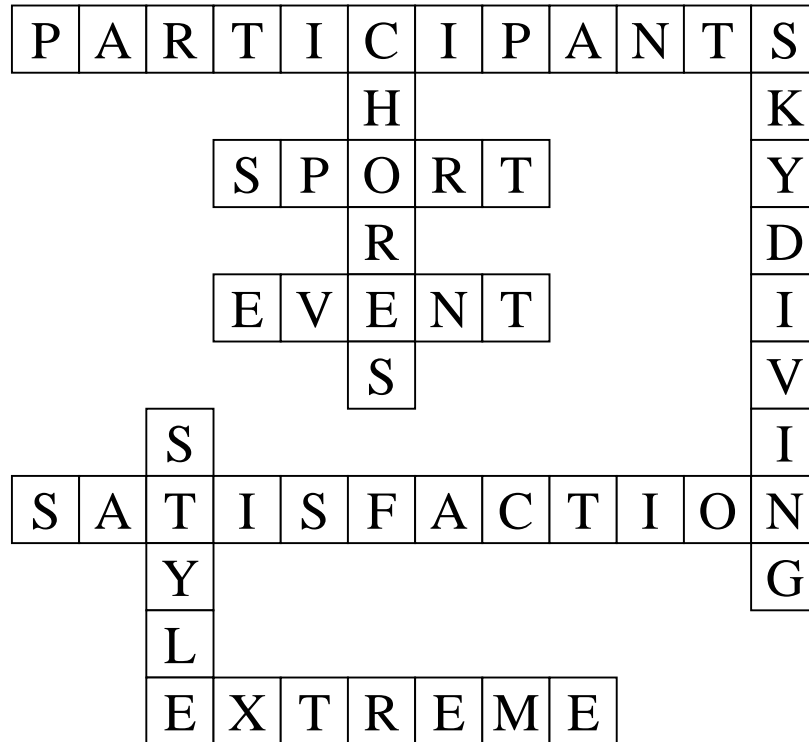 PARTICIPANTS
H K
SPORT Y
R D
EVENT I
S V
S I
SATISFACTION
Y G
L
EXTREME